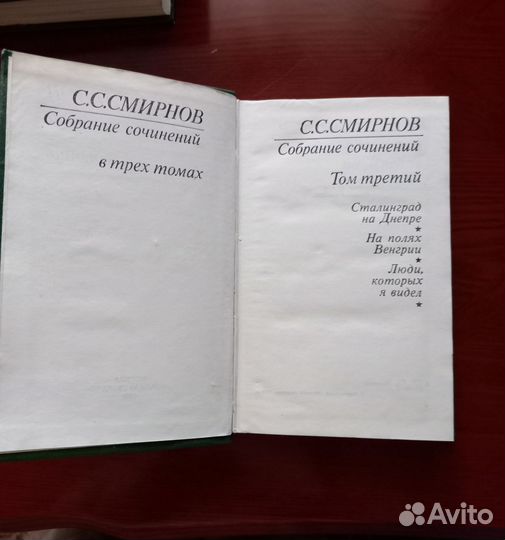 С.С.СМИРНОВ
Собрание сочинений
в трех томах
С.С.СМИРНОВ
Собрание сочинений
Том третий
Сталинград
на Днепре
★
На полях
Венгрии
★
Люди,
которых
я видел
★
Avito